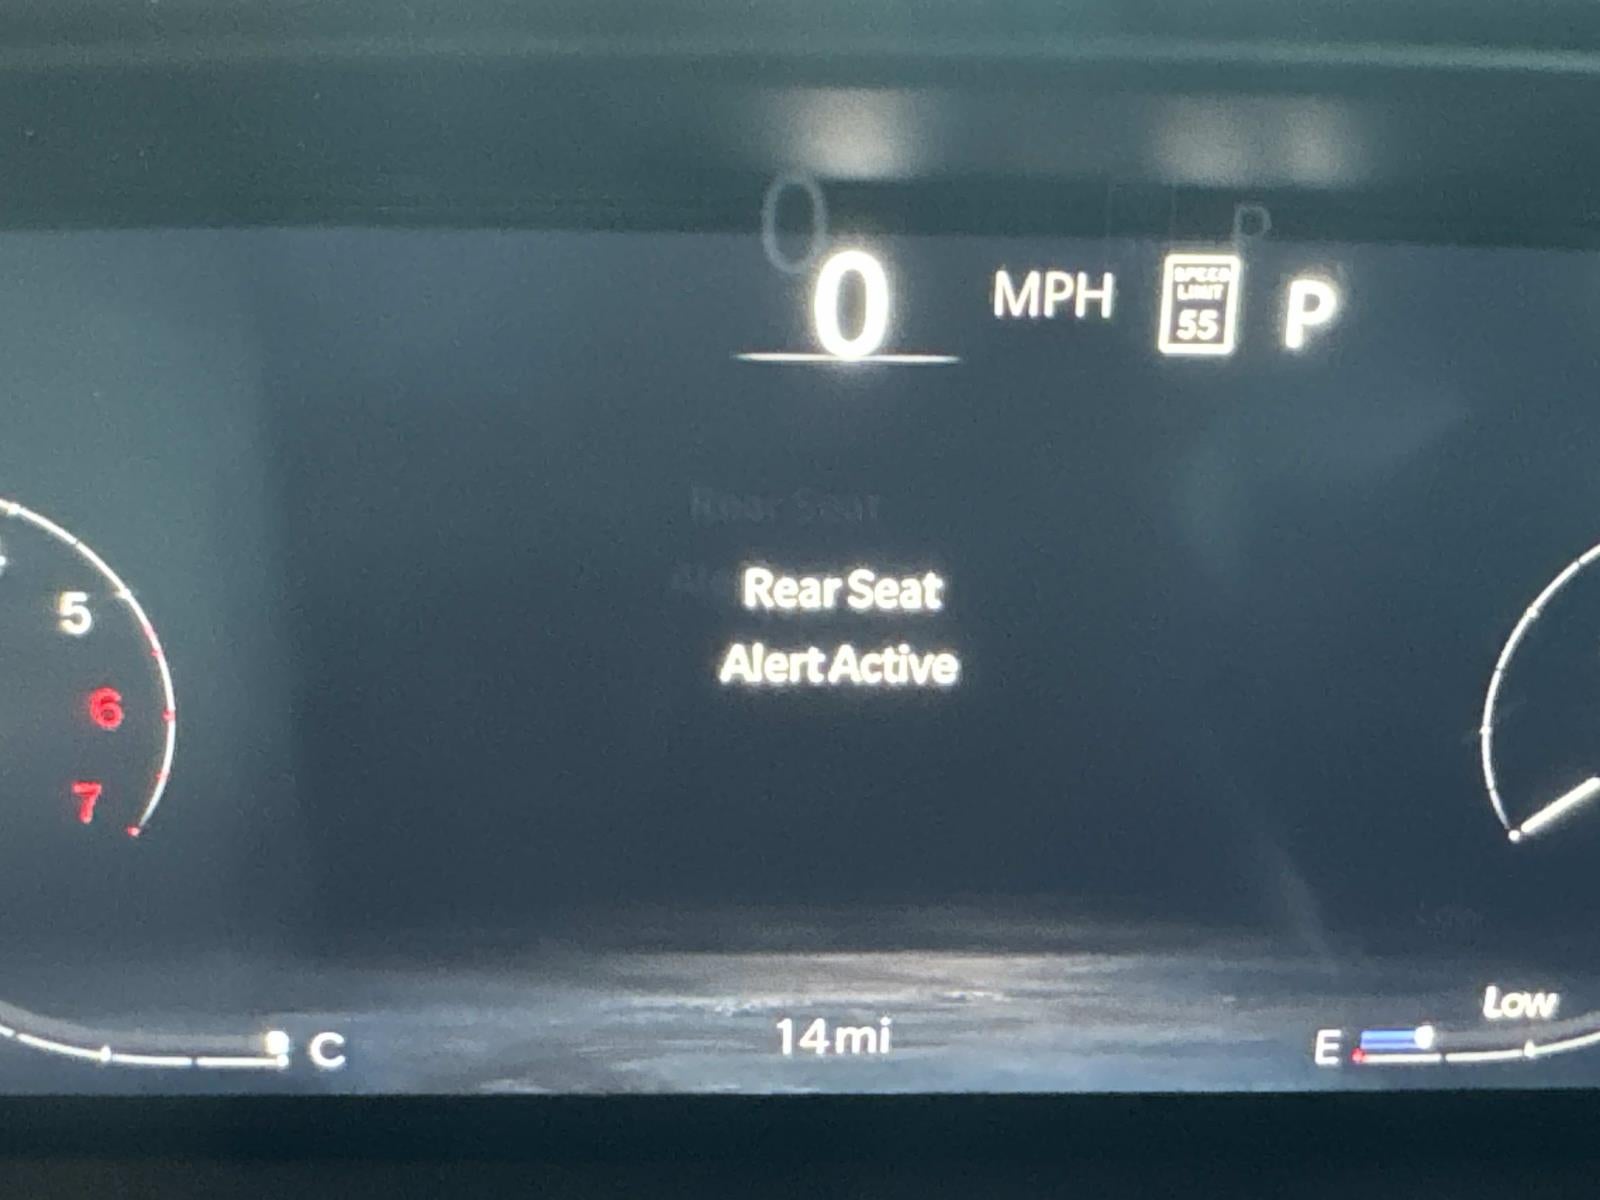 0 MPH SPEED LIMIT 55 P
Rear Seat
Alert Active
5
6
7
C
14mi
E
Low